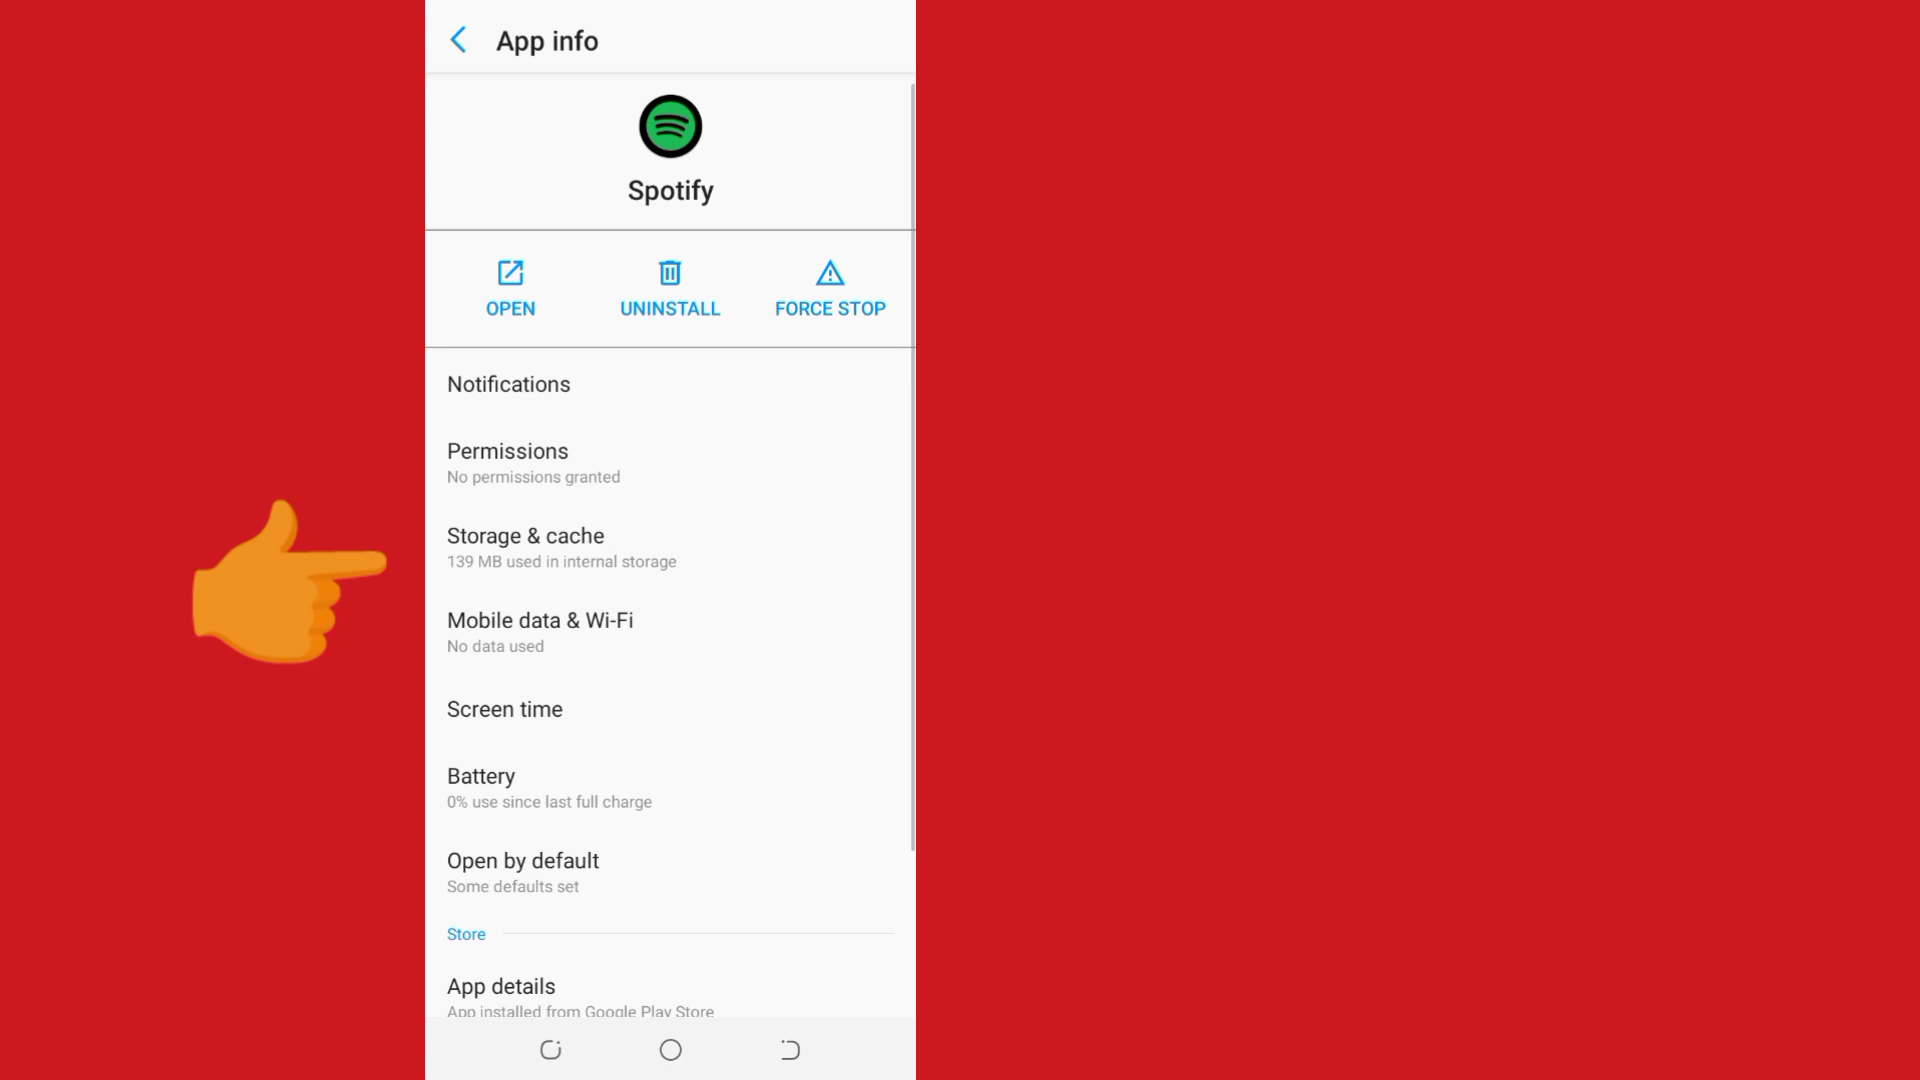 App info
Spotify
OPEN
UNINSTALL
FORCE STOP
Notifications
Permissions
No permissions granted
Storage & cache
139 MB used in internal storage
Mobile data & Wi-Fi
No data used
Screen time
Battery
0% use since last full charge
Open by default
Some defaults set
Store
App details
App installed from Google Play Store